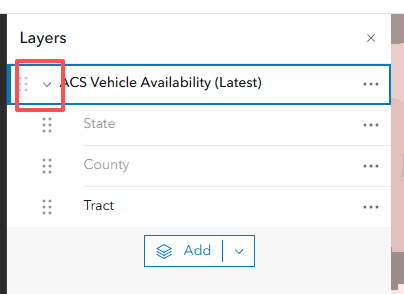 Layers
ACS Vehicle Availability (Latest)
State
County
Tract
Add